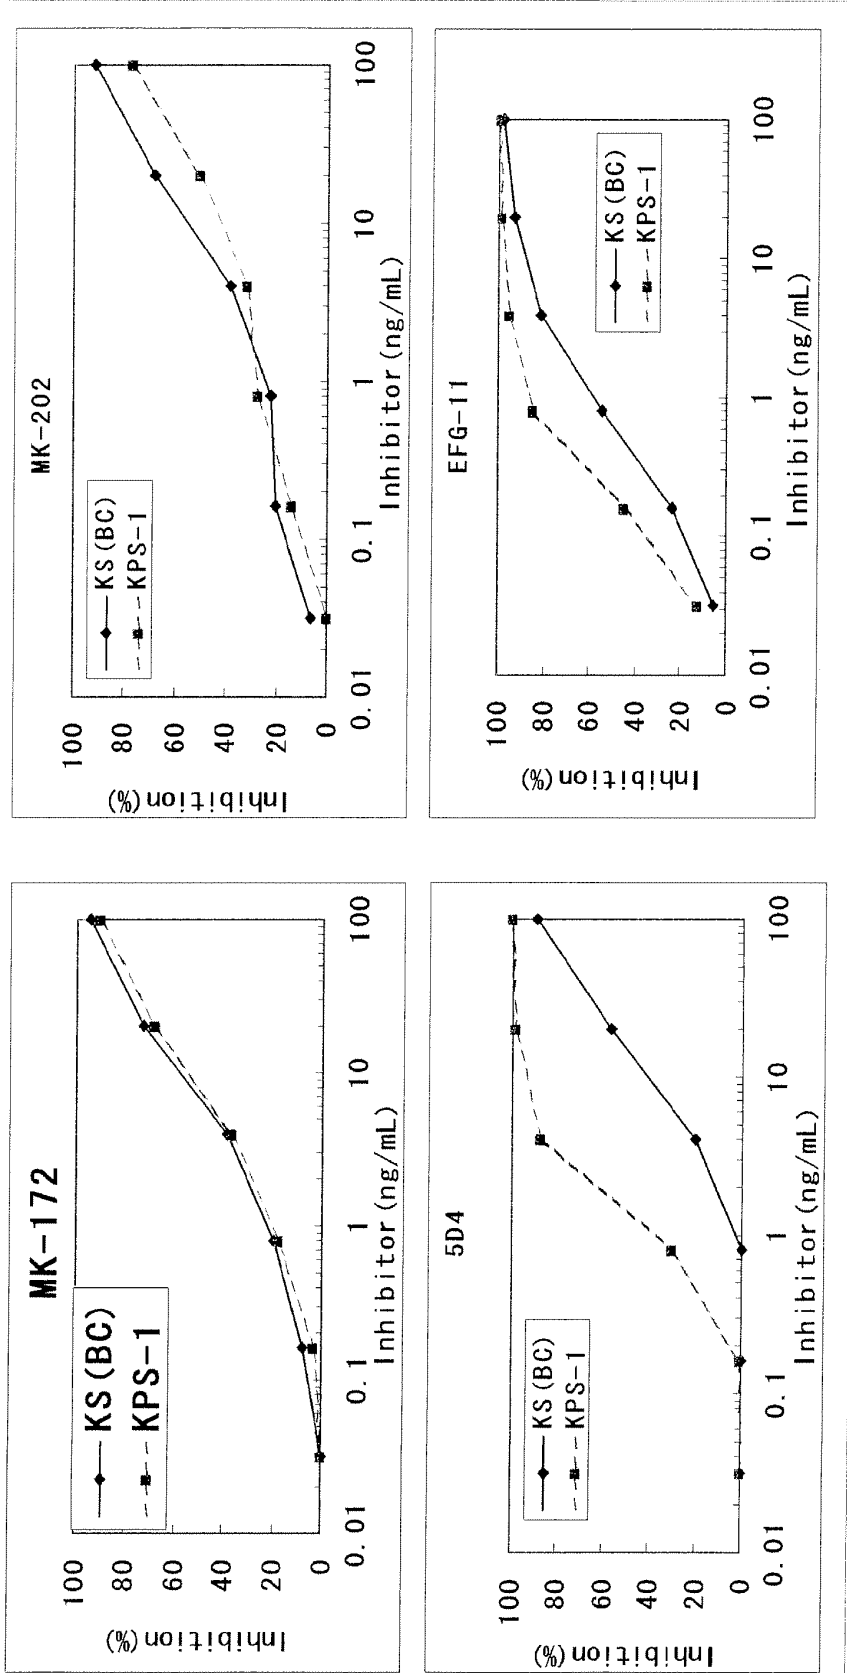 MK-172
KS(BC)
KPS-1
Inhibition(%)
100
80
60
40
20
0
0.01
0.1
1
10
100
Inhibitor(ng/mL)
MK-202
KS(BC)
KPS-1
Inhibition(%)
100
80
60
40
20
0
0.01
0.1
1
10
100
Inhibitor(ng/mL)
5D4
KS(BC)
KPS-1
Inhibition(%)
100
80
60
40
20
0
0.01
0.1
1
10
100
Inhibitor(ng/mL)
EFG-11
KS(BC)
KPS-1
Inhibition(%)
100
80
60
40
20
0
0.01
0.1
1
10
100
Inhibitor(ng/mL)